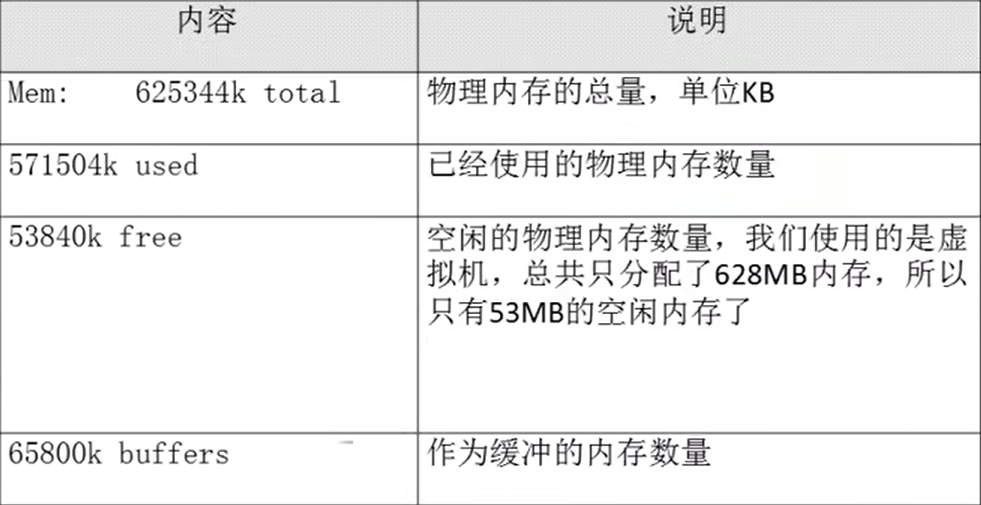 内容 说明
Mem: 625344k total 物理内存的总量，单位KB
571504k used 已经使用的物理内存数量
53840k free 空闲的物理内存数量，我们使用的是虚
拟机，总共只分配了628MB内存，所以
只有53MB的空闲内存了
65800k buffers 作为缓冲的内存数量